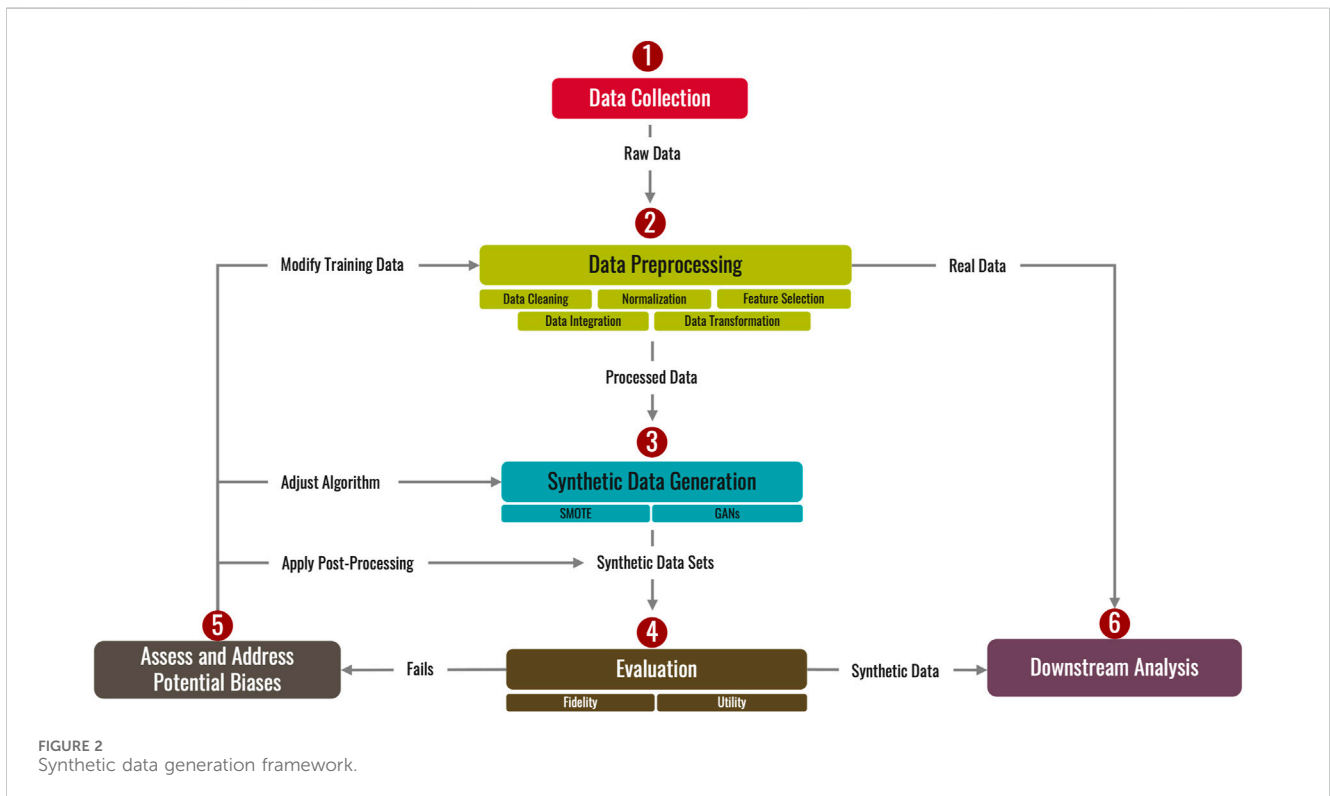 1
Data Collection
Raw Data
2
Modify Training Data
Data Preprocessing
Real Data
Data Cleaning
Normalization
Feature Selection
Data Integration
Data Transformation
Processed Data
3
Adjust Algorithm
Synthetic Data Generation
SMOTE
GANs
Apply Post-Processing
Synthetic Data Sets
5
4
6
Assess and Address
Potential Biases
Fails
Evaluation
Synthetic Data
Downstream Analysis
Fidelity
Utility
FIGURE 2
Synthetic data generation framework.